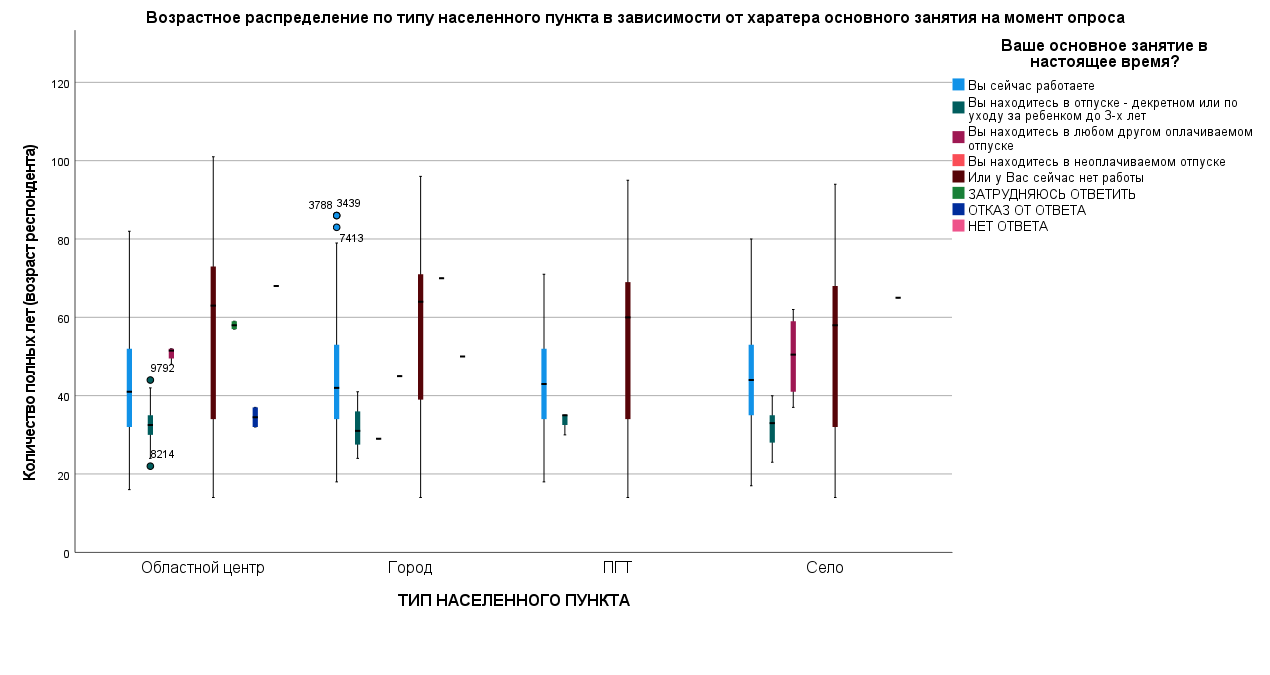 Возрастное распределение по типу населенного пункта в зависимости от харатера основного занятия на момент опроса
Количество полных лет (возраст респондента)
120
100
80
60
40
20
0
3788
3439
7413
9792
8214
Областной центр
Город
ПГТ
Село
ТИП НАСЕЛЕННОГО ПУНКТА
Ваше основное занятие в
настоящее время?
Вы сейчас работаете
Вы находитесь в отпуске - декретном или по
уходу за ребенком до 3-х лет
Вы находитесь в любом другом оплачиваемом
отпуске
Вы находитесь в неоплачиваемом отпуске
Или у Вас сейчас нет работы
ЗАТРУДНЯЮСЬ ОТВЕТИТЬ
ОТКАЗ ОТ ОТВЕТА
НЕТ ОТВЕТА